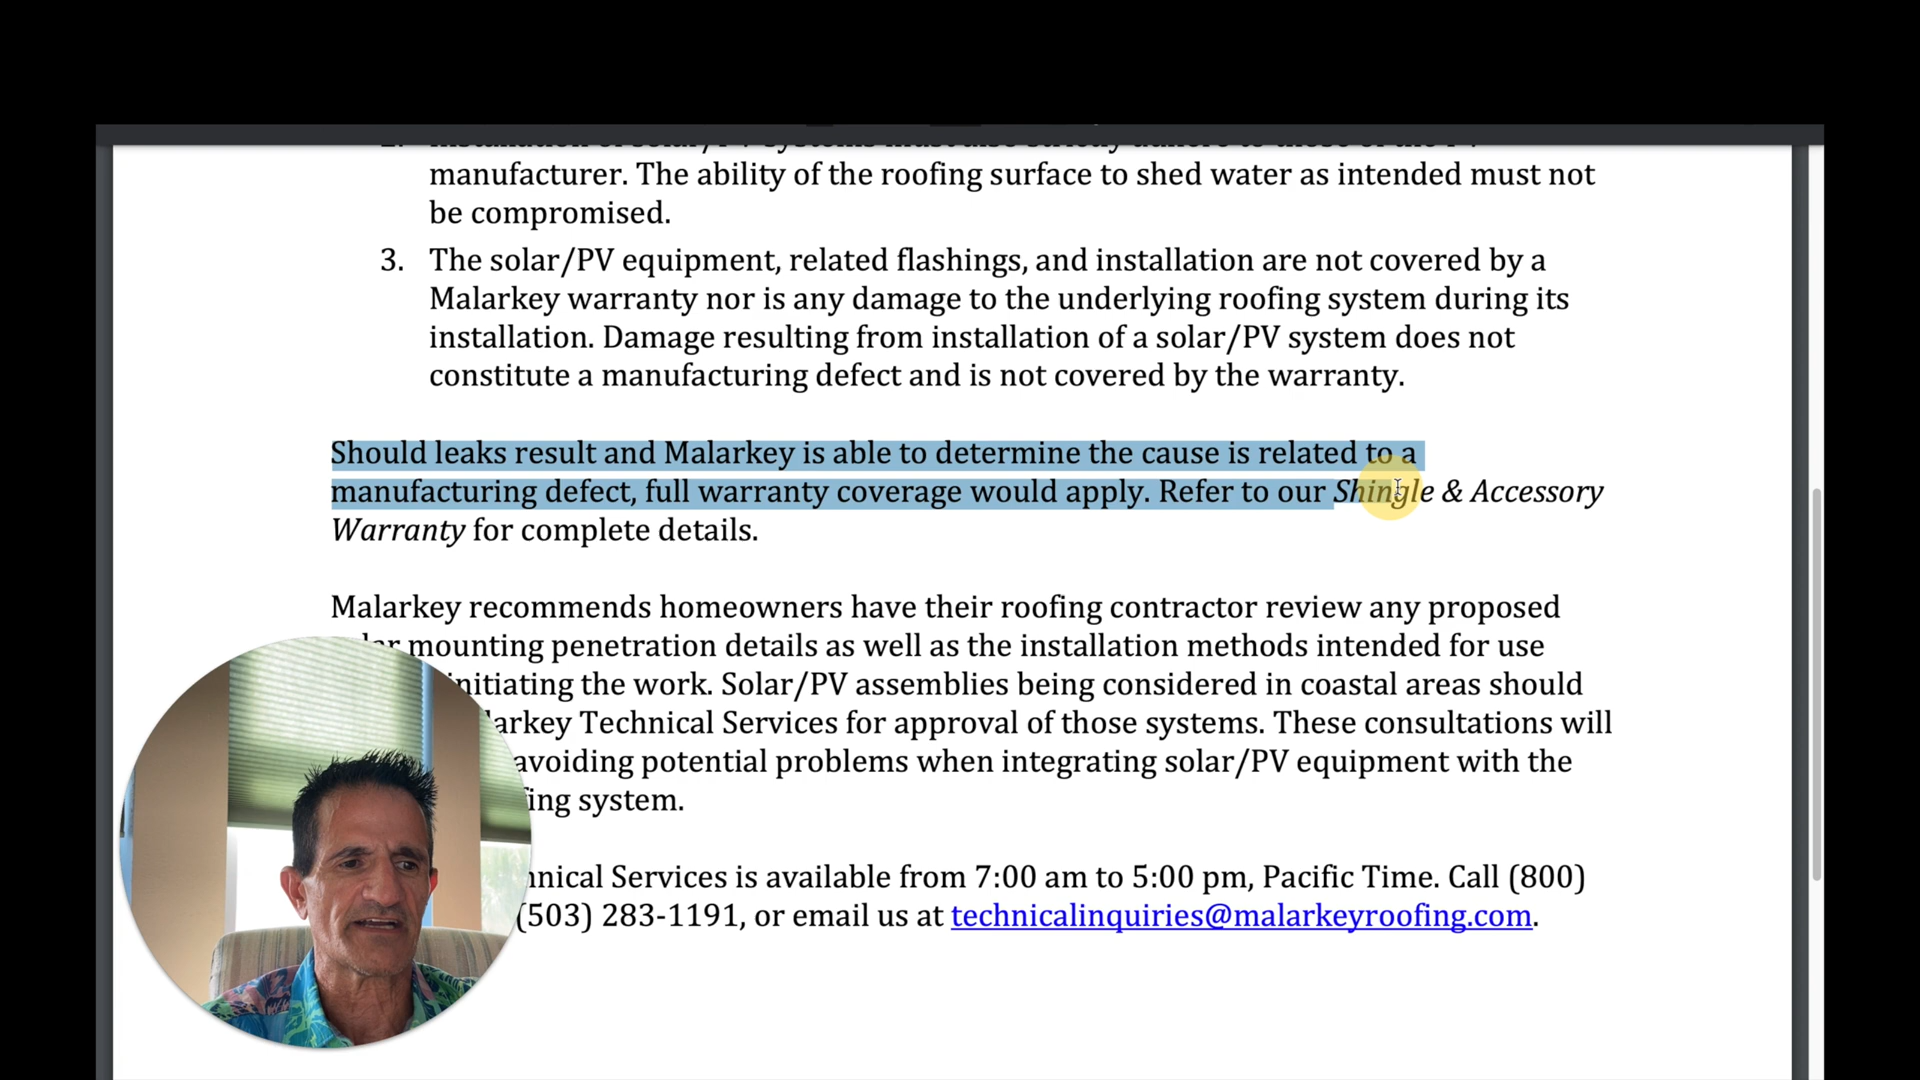 manufacturer. The ability of the roofing surface to shed water as intended must not
be compromised.
3. The solar/PV equipment, related flashings, and installation are not covered by a
Malarkey warranty nor is any damage to the underlying roofing system during its
installation. Damage resulting from installation of a solar/PV system does not
constitute a manufacturing defect and is not covered by the warranty.
Should leaks result and Malarkey is able to determine the cause is related to a
manufacturing defect, full warranty coverage would apply. Refer to our Shingle & Accessory
Warranty for complete details.
Malarkey recommends homeowners have their roofing contractor review any proposed
mounting penetration details as well as the installation methods intended for use
initiating the work. Solar/PV assemblies being considered in coastal areas should
Technical Services for approval of those systems. These consultations will
avoiding potential problems when integrating solar/PV equipment with the
system.
Services is available from 7:00 am to 5:00 pm, Pacific Time. Call (800)
(503) 283-1191, or email us at technicalinquiries@malarkeyroofing.com.